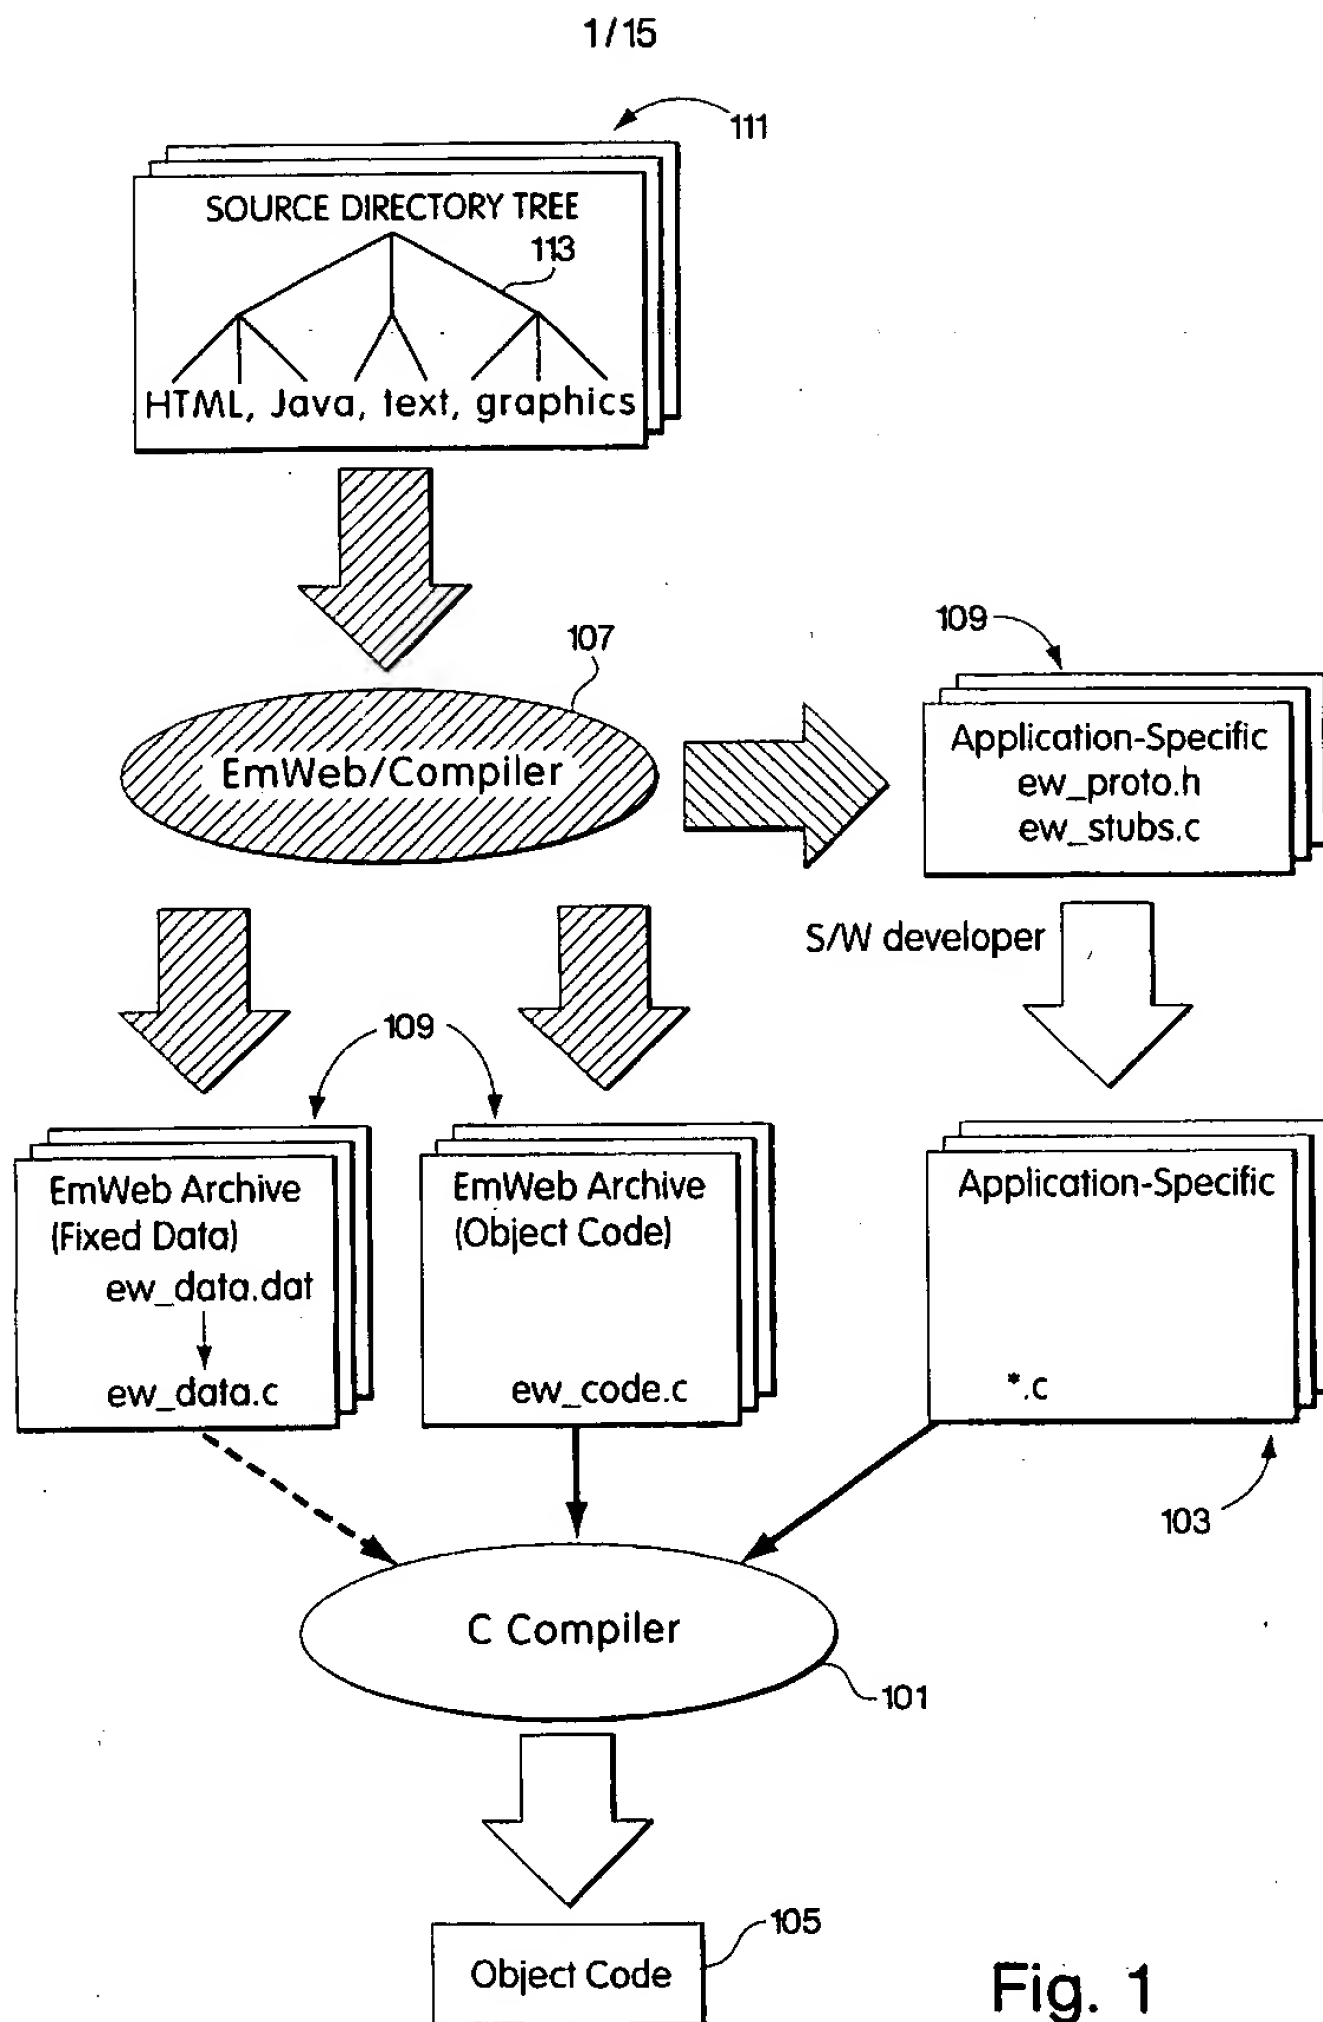 1/15
111
SOURCE DIRECTORY TREE
113
HTML, Java, text, graphics
107
109
EmWeb/Compiler
Application-Specific
ew_proto.h
ew_stubs.c
S/W developer
109
EmWeb Archive
(Fixed Data)
ew_data.dat
ew_data.c
EmWeb Archive
(Object Code)
ew_code.c
Application-Specific
*.c
103
C Compiler
101
105
Object Code
Fig. 1